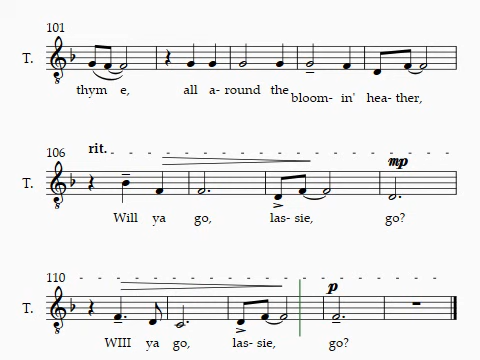 101
T.
thym e, all a- round the bloom- in' hea- ther,
106
rit.
mp
T.
Will ya go, las- sie, go?
110
p
T.
WIII ya go, las- sie, go?